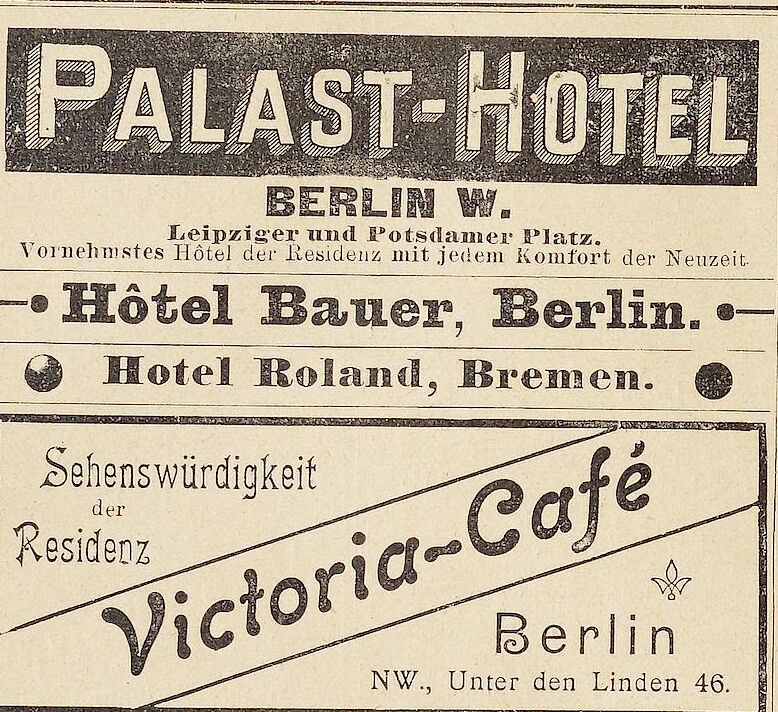 PALAST-HOTEL
BERLIN W.
Leipziger und Potsdamer Platz.
Vornehmstes Hôtel der Residenz mit jedem Komfort der Neuzeit.
Hôtel Bauer, Berlin.
Hotel Roland, Bremen.
Sehenswürdigkeit
der
Residenz
Victoria-Café
Berlin
NW., Unter den Linden 46.